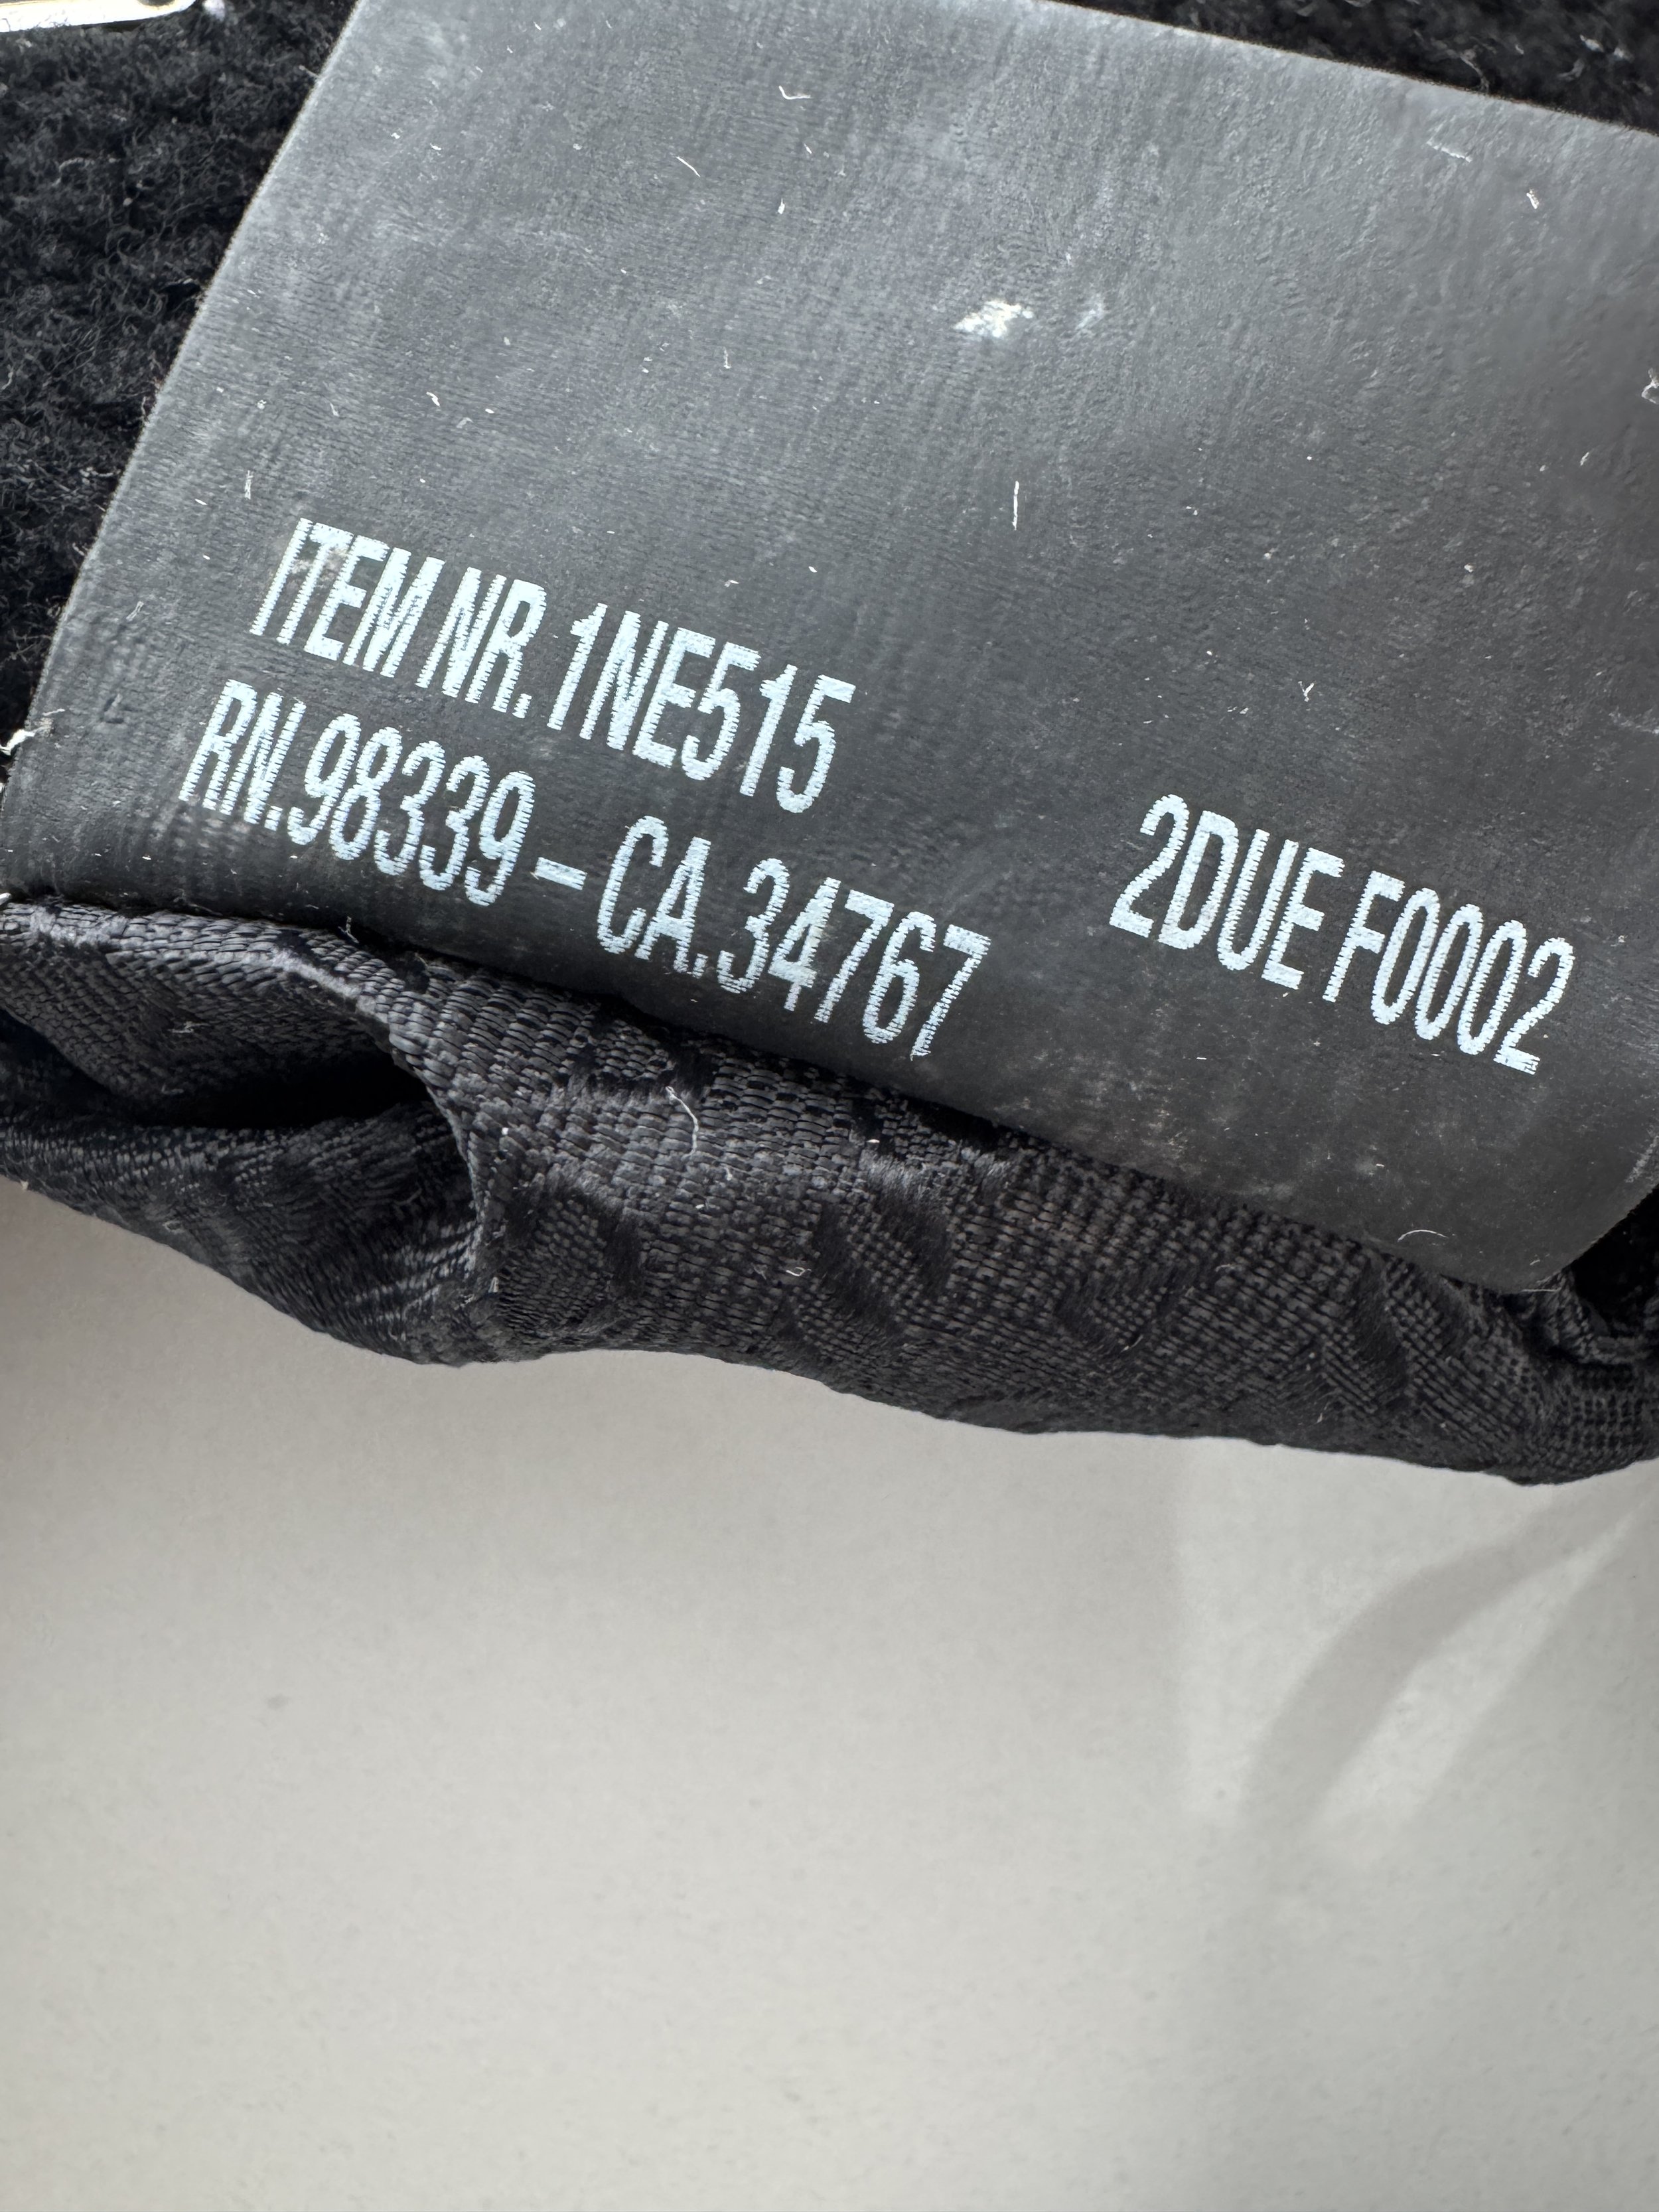 ITEM NR. 1NE515
2DUE F0002
RN.98339 – CA.34767